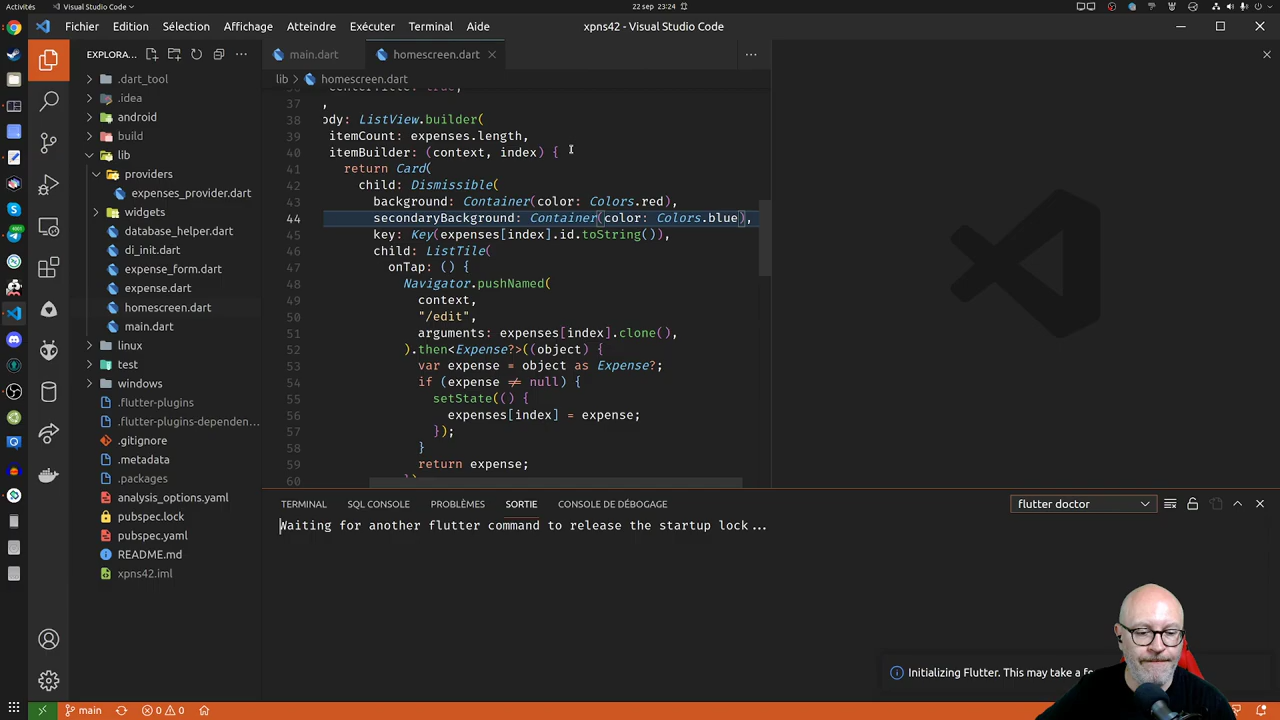 Activités
Visual Studio Code
22 sep 23:24
Fichier Edition Sélection Affichage Atteindre Exécuter Terminal Aide
xpns42 - Visual Studio Code
EXPLORA...
main.dart
homescreen.dart
lib > homescreen.dart
.dart_tool
.idea
android
build
lib
providers
expenses_provider.dart
widgets
database_helper.dart
di_init.dart
expense_form.dart
expense.dart
homescreen.dart
main.dart
linux
test
windows
.flutter-plugins
.flutter-plugins-dependen...
.gitignore
.metadata
.packages
analysis_options.yaml
pubspec.lock
pubspec.yaml
README.md
xpns42.iml
centerTitle: true,
37 ,
38 ody: ListView.builder(
39 itemCount: expenses.length,
40 itemBuilder: (context, index) {
41 return Card(
42 child: Dismissible(
43 background: Container(color: Colors.red),
44 secondaryBackground: Container(color: Colors.blue),
45 key: Key(expenses[index].id.toString()),
46 child: ListTile(
47 onTap: () {
48 Navigator.pushNamed(
49 context,
50 "/edit",
51 arguments: expenses[index].clone(),
52 ).then<Expense?>((object) {
53 var expense = object as Expense?;
54 if (expense ≠ null) {
55 setState(() {
56 expenses[index] = expense;
57 });
58 }
59 return expense;
60
TERMINAL SQL CONSOLE PROBLÈMES SORTIE CONSOLE DE DÉBOGAGE
flutter doctor
Waiting for another flutter command to release the startup lock...
Initializing Flutter. This may take a fe
main
0 0